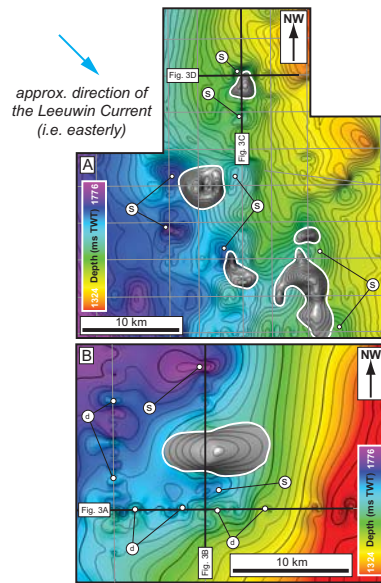 NW
S
Fig. 3D
S
approx. direction of
the Leeuwin Current
(i.e. easterly)
Fig. 3C
A
S
S
S
1324 Depth (ms TWT) 1776
10 km
B
NW
S
d
S
1324 Depth (ms TWT) 1776
Fig. 3A
d
d
Fig. 3B
10 km